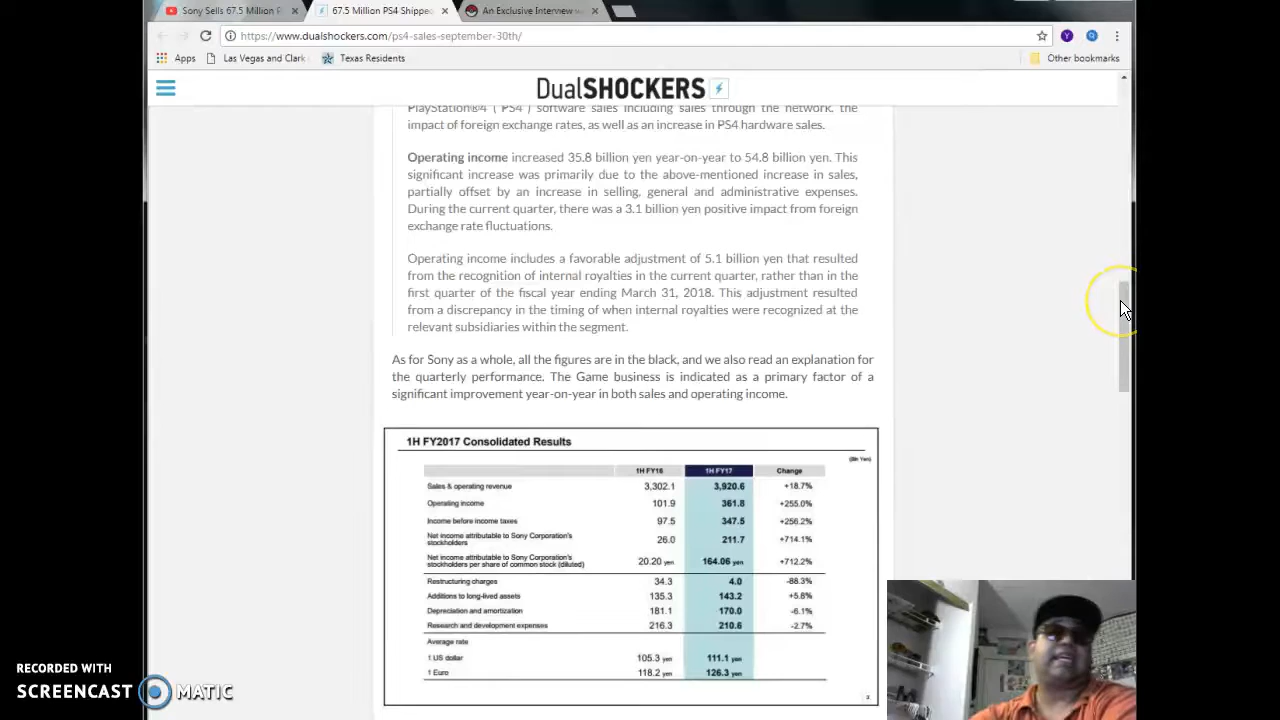 Sony Sells 67.5 Million P
67.5 Million PS4 Shipped
An Exclusive Interview w
https://www.dualshockers.com/ps4-sales-september-30th/
Apps
Las Vegas and Clark
Texas Residents
Other bookmarks
DualSHOCKERS
PlayStation®4 ("PS4") software sales including sales through the network, the
impact of foreign exchange rates, as well as an increase in PS4 hardware sales.
Operating income increased 35.8 billion yen year-on-year to 54.8 billion yen. This
significant increase was primarily due to the above-mentioned increase in sales,
partially offset by an increase in selling, general and administrative expenses.
During the current quarter, there was a 3.1 billion yen positive impact from foreign
exchange rate fluctuations.
Operating income includes a favorable adjustment of 5.1 billion yen that resulted
from the recognition of internal royalties in the current quarter, rather than in the
first quarter of the fiscal year ending March 31, 2018. This adjustment resulted
from a discrepancy in the timing of when internal royalties were recognized at the
relevant subsidiaries within the segment.
As for Sony as a whole, all the figures are in the black, and we also read an explanation for
the quarterly performance. The Game business is indicated as a primary factor of a
significant improvement year-on-year in both sales and operating income.
1H FY2017 Consolidated Results
(Bln Yen)
1H FY16 1H FY17 Change
Sales & operating revenue 3,302.1 3,920.6 +18.7%
Operating income 101.9 361.8 +255.0%
Income before income taxes 97.5 347.5 +256.2%
Net income attributable to Sony Corporation's
stockholders 26.0 211.7 +714.1%
Net income attributable to Sony Corporation's
stockholders per share of common stock (diluted) 20.20 yen 164.06 yen +712.2%
Restructuring charges 34.3 4.0 -88.3%
Additions to long-lived assets 135.3 143.2 +5.8%
Depreciation and amortization 181.1 170.0 -6.1%
Research and development expenses 216.3 210.6 -2.7%
Average rate
1 US dollar 105.3 yen 111.1 yen
1 Euro 118.2 yen 126.3 yen
RECORDED WITH
SCREENCAST MATIC